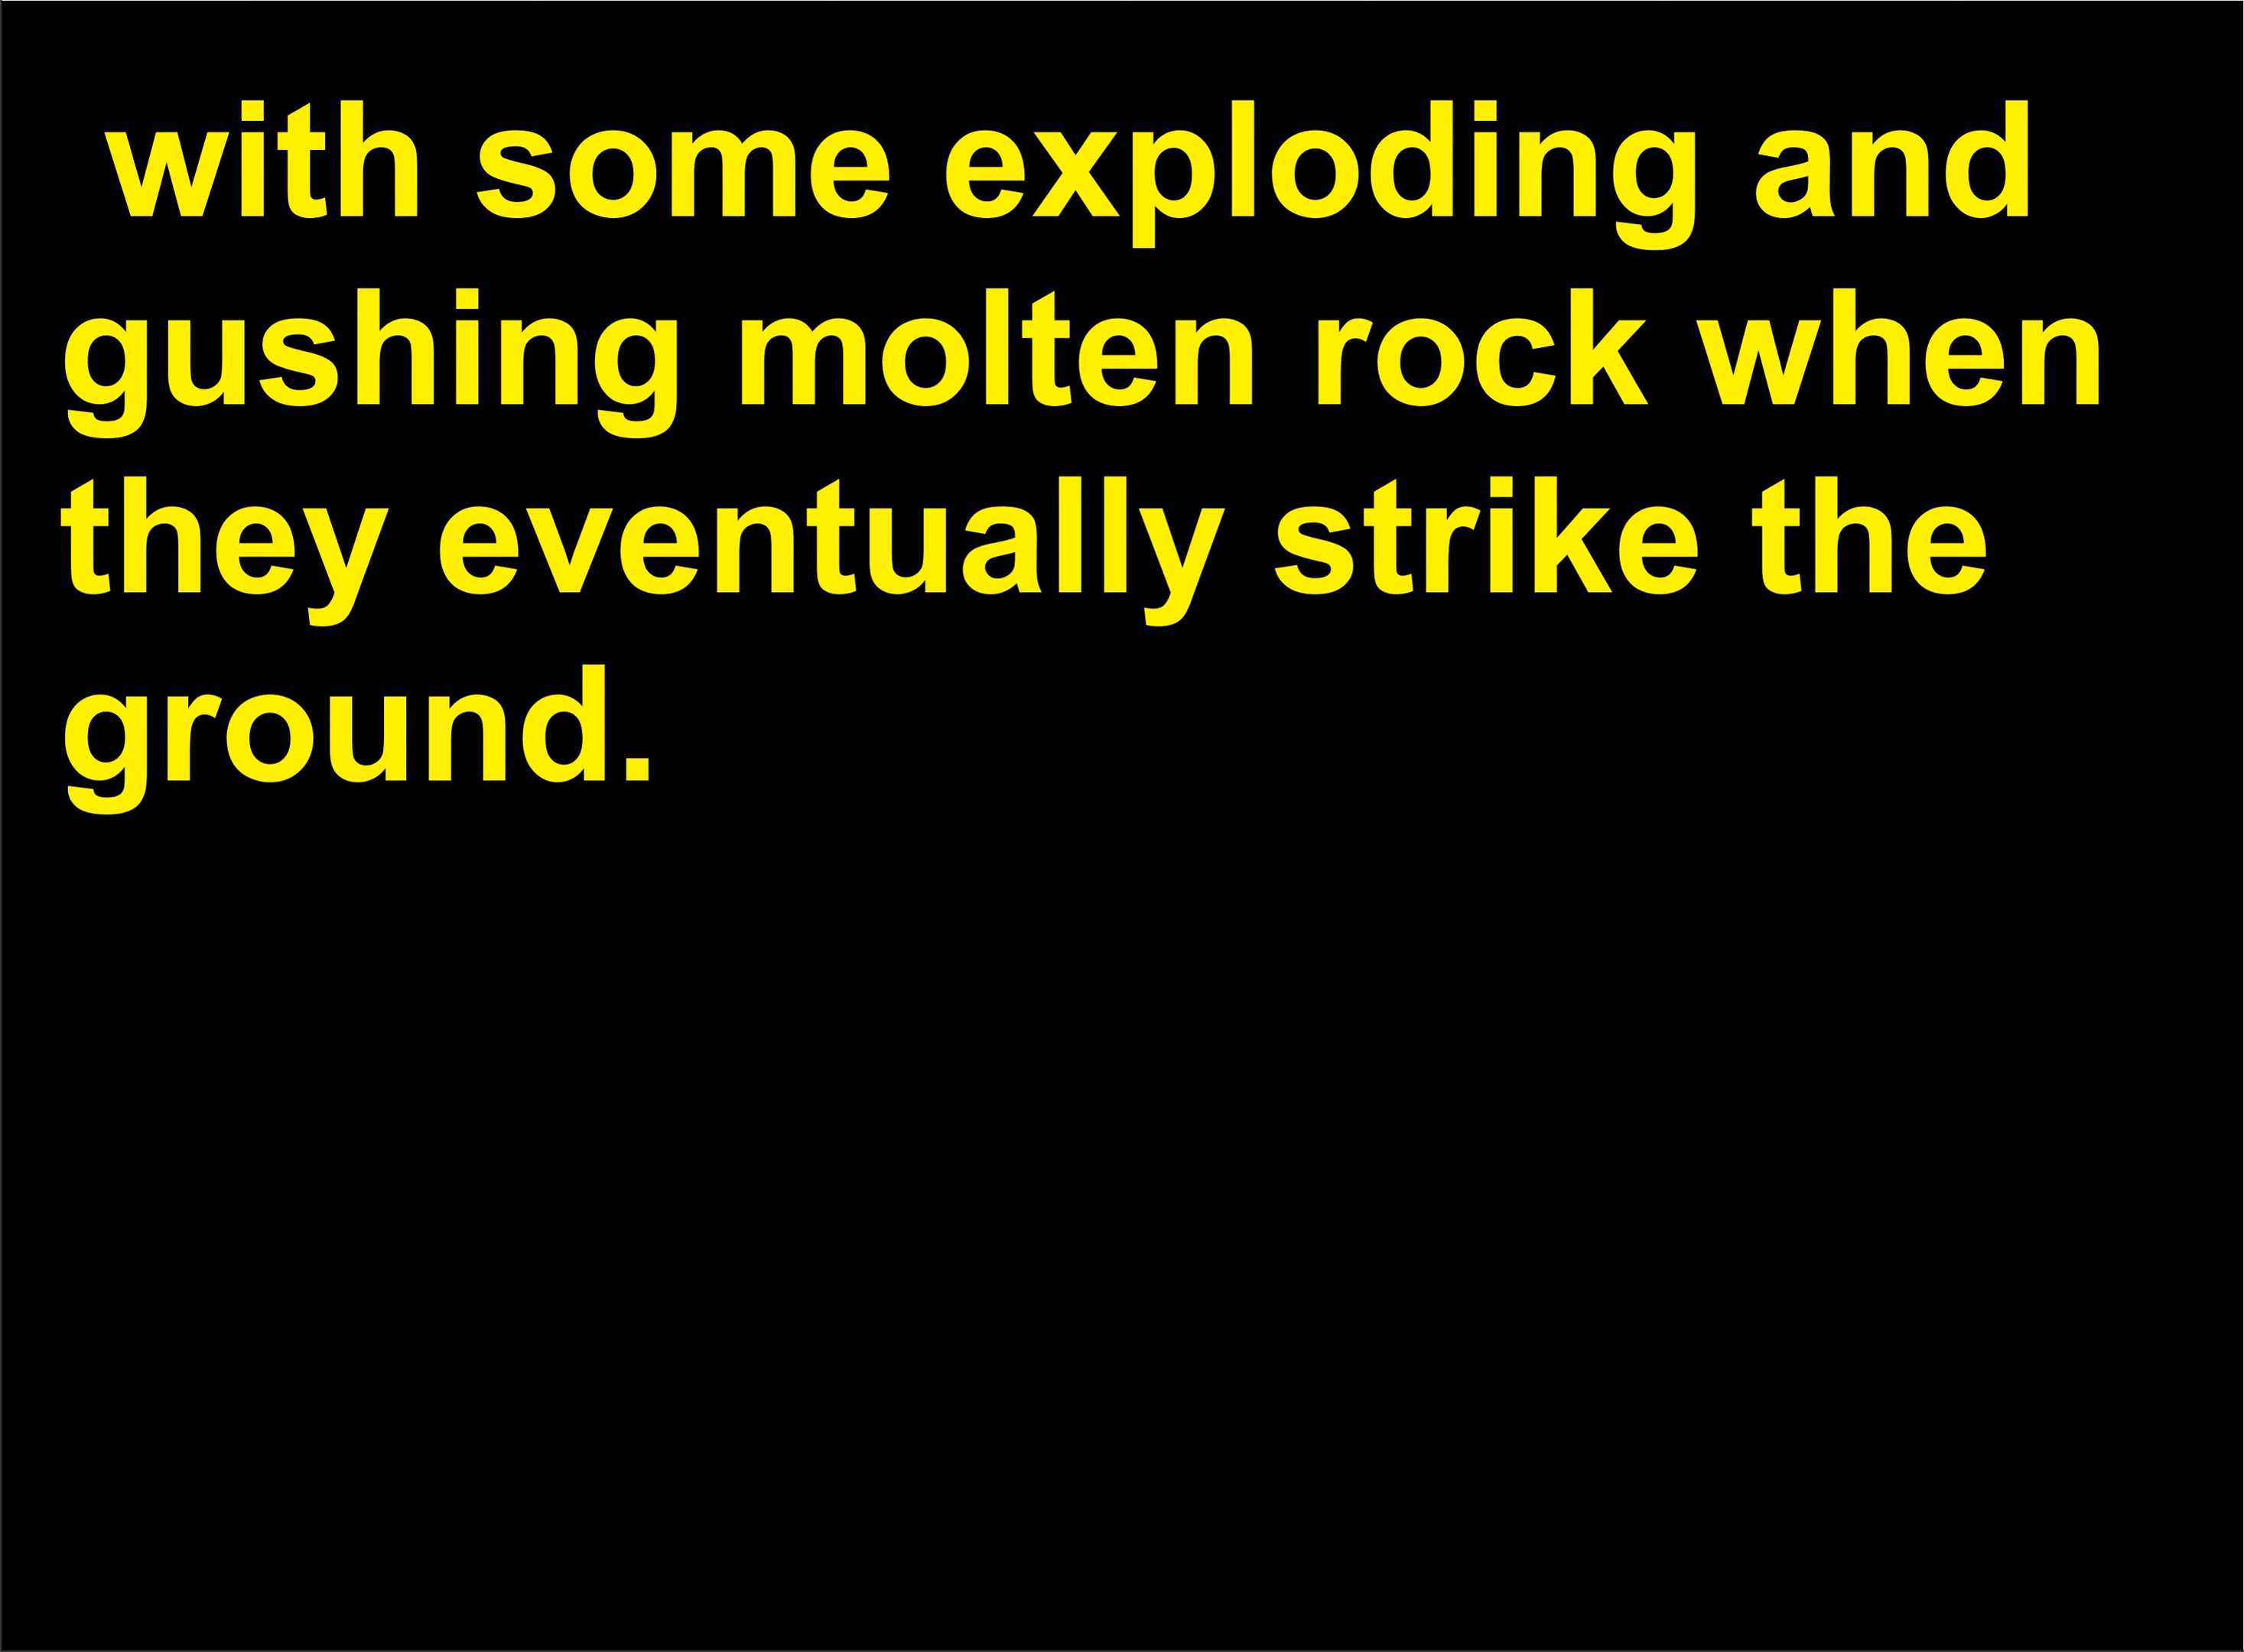 with some exploding and
gushing molten rock when
they eventually strike the
ground.